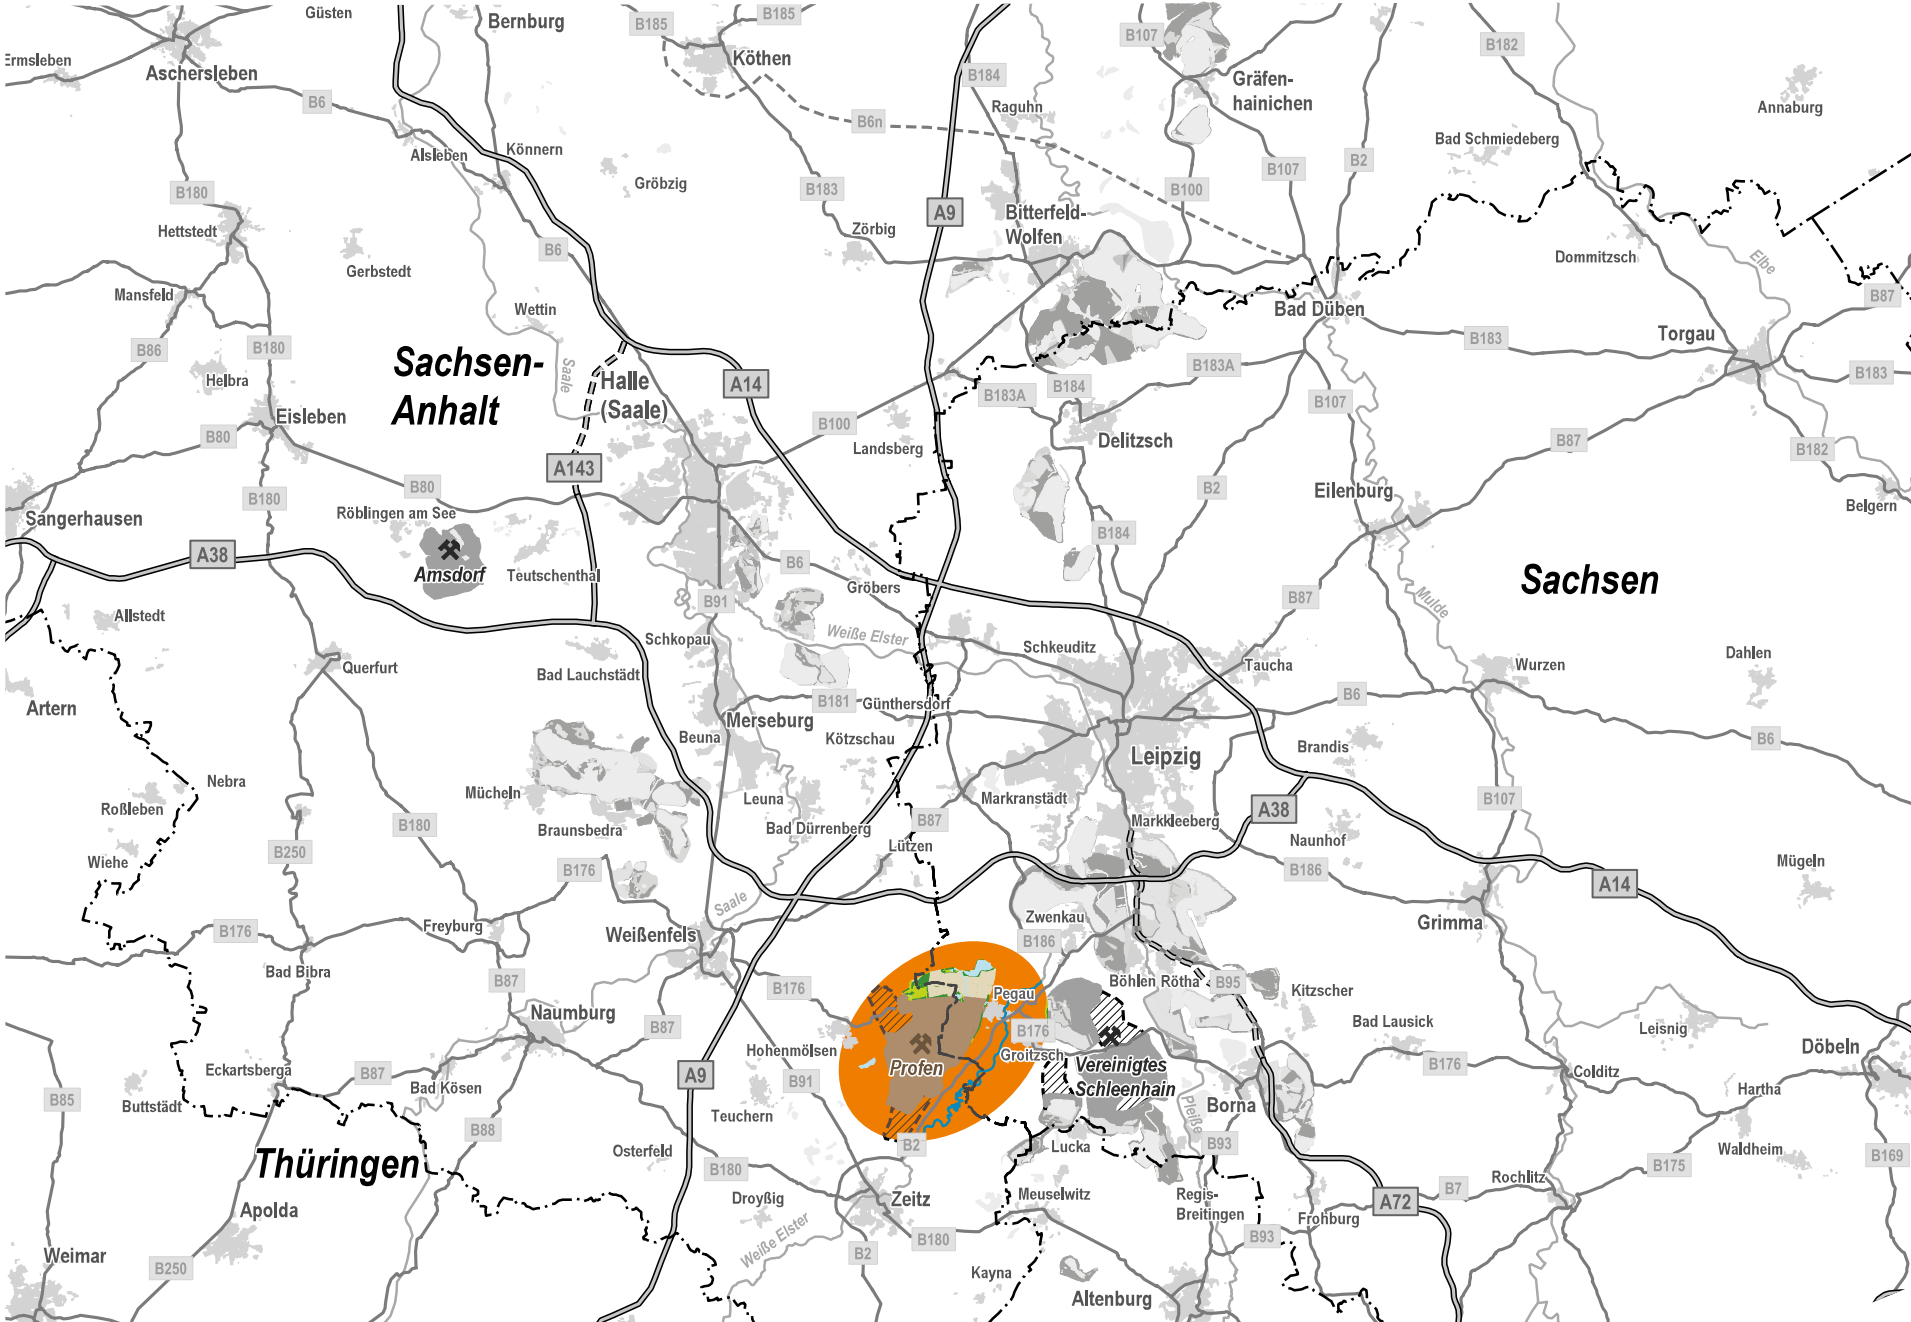 Güsten
Bernburg
B185
B185
B107
B182
Ermsleben
Aschersleben
Köthen
B184
Gräfen-
hainichen
Annaburg
B6
Raguhn
B6n
Bad Schmiedeberg
Alsleben
Könnern
B2
B107
B180
Gröbzig
B183
B100
Hettstedt
A9
Bitterfeld-
Wolfen
Zörbig
B6
Gerbstedt
Dommitzsch
Elbe
Mansfeld
B87
Wettin
Bad Düben
Torgau
B86
B180
B183
Sachsen-
Anhalt
Saale
Halle
(Saale)
A14
B183A
B183
Helbra
B184
B183A
B107
Eisleben
B100
B80
Landsberg
Delitzsch
B87
B182
A143
B80
B180
B2
Eilenburg
Röblingen am See
Belgern
Sangerhausen
B184
A38
Amsdorf
Teutschenthal
B6
Gröbers
Sachsen
B91
B87
Mulde
Allstedt
Schkopau
Weiße Elster
Schkeuditz
Taucha
Wurzen
Dahlen
Querfurt
Bad Lauchstädt
B181
Günthersdorf
B6
Artern
Merseburg
Beuna
Kötzschau
Leipzig
Brandis
B6
Nebra
Mücheln
Leuna
Markranstädt
B107
Roßleben
Markkleeberg
A38
Braunsbedra
Bad Dürrenberg
B87
Naunhof
B180
Lützen
B250
Wiehe
B176
B186
Mügeln
A14
Saale
Zwenkau
Grimma
B176
Freyburg
Weißenfels
B186
Bad Bibra
B87
B176
Böhlen
Rötha
B95
Kitzscher
Pegau
Naumburg
B87
B176
Bad Lausick
Leisnig
Hohenmölsen
Groitzsch
Döbeln
Profen
Vereinigtes
Schleenhain
B176
Eckartsberga
B87
Bad Kösen
A9
B91
Colditz
Hartha
B85
Buttstädt
Teuchern
Borna
Pleiße
B88
B2
B93
Osterfeld
Lucka
Waldheim
Thüringen
B180
B175
B169
Droyßig
Zeitz
Meuselwitz
Regis-
Breitingen
A72
B7
Rochlitz
Apolda
Frohburg
Weiße Elster
B180
B93
Weimar
B2
B250
Kayna
Altenburg